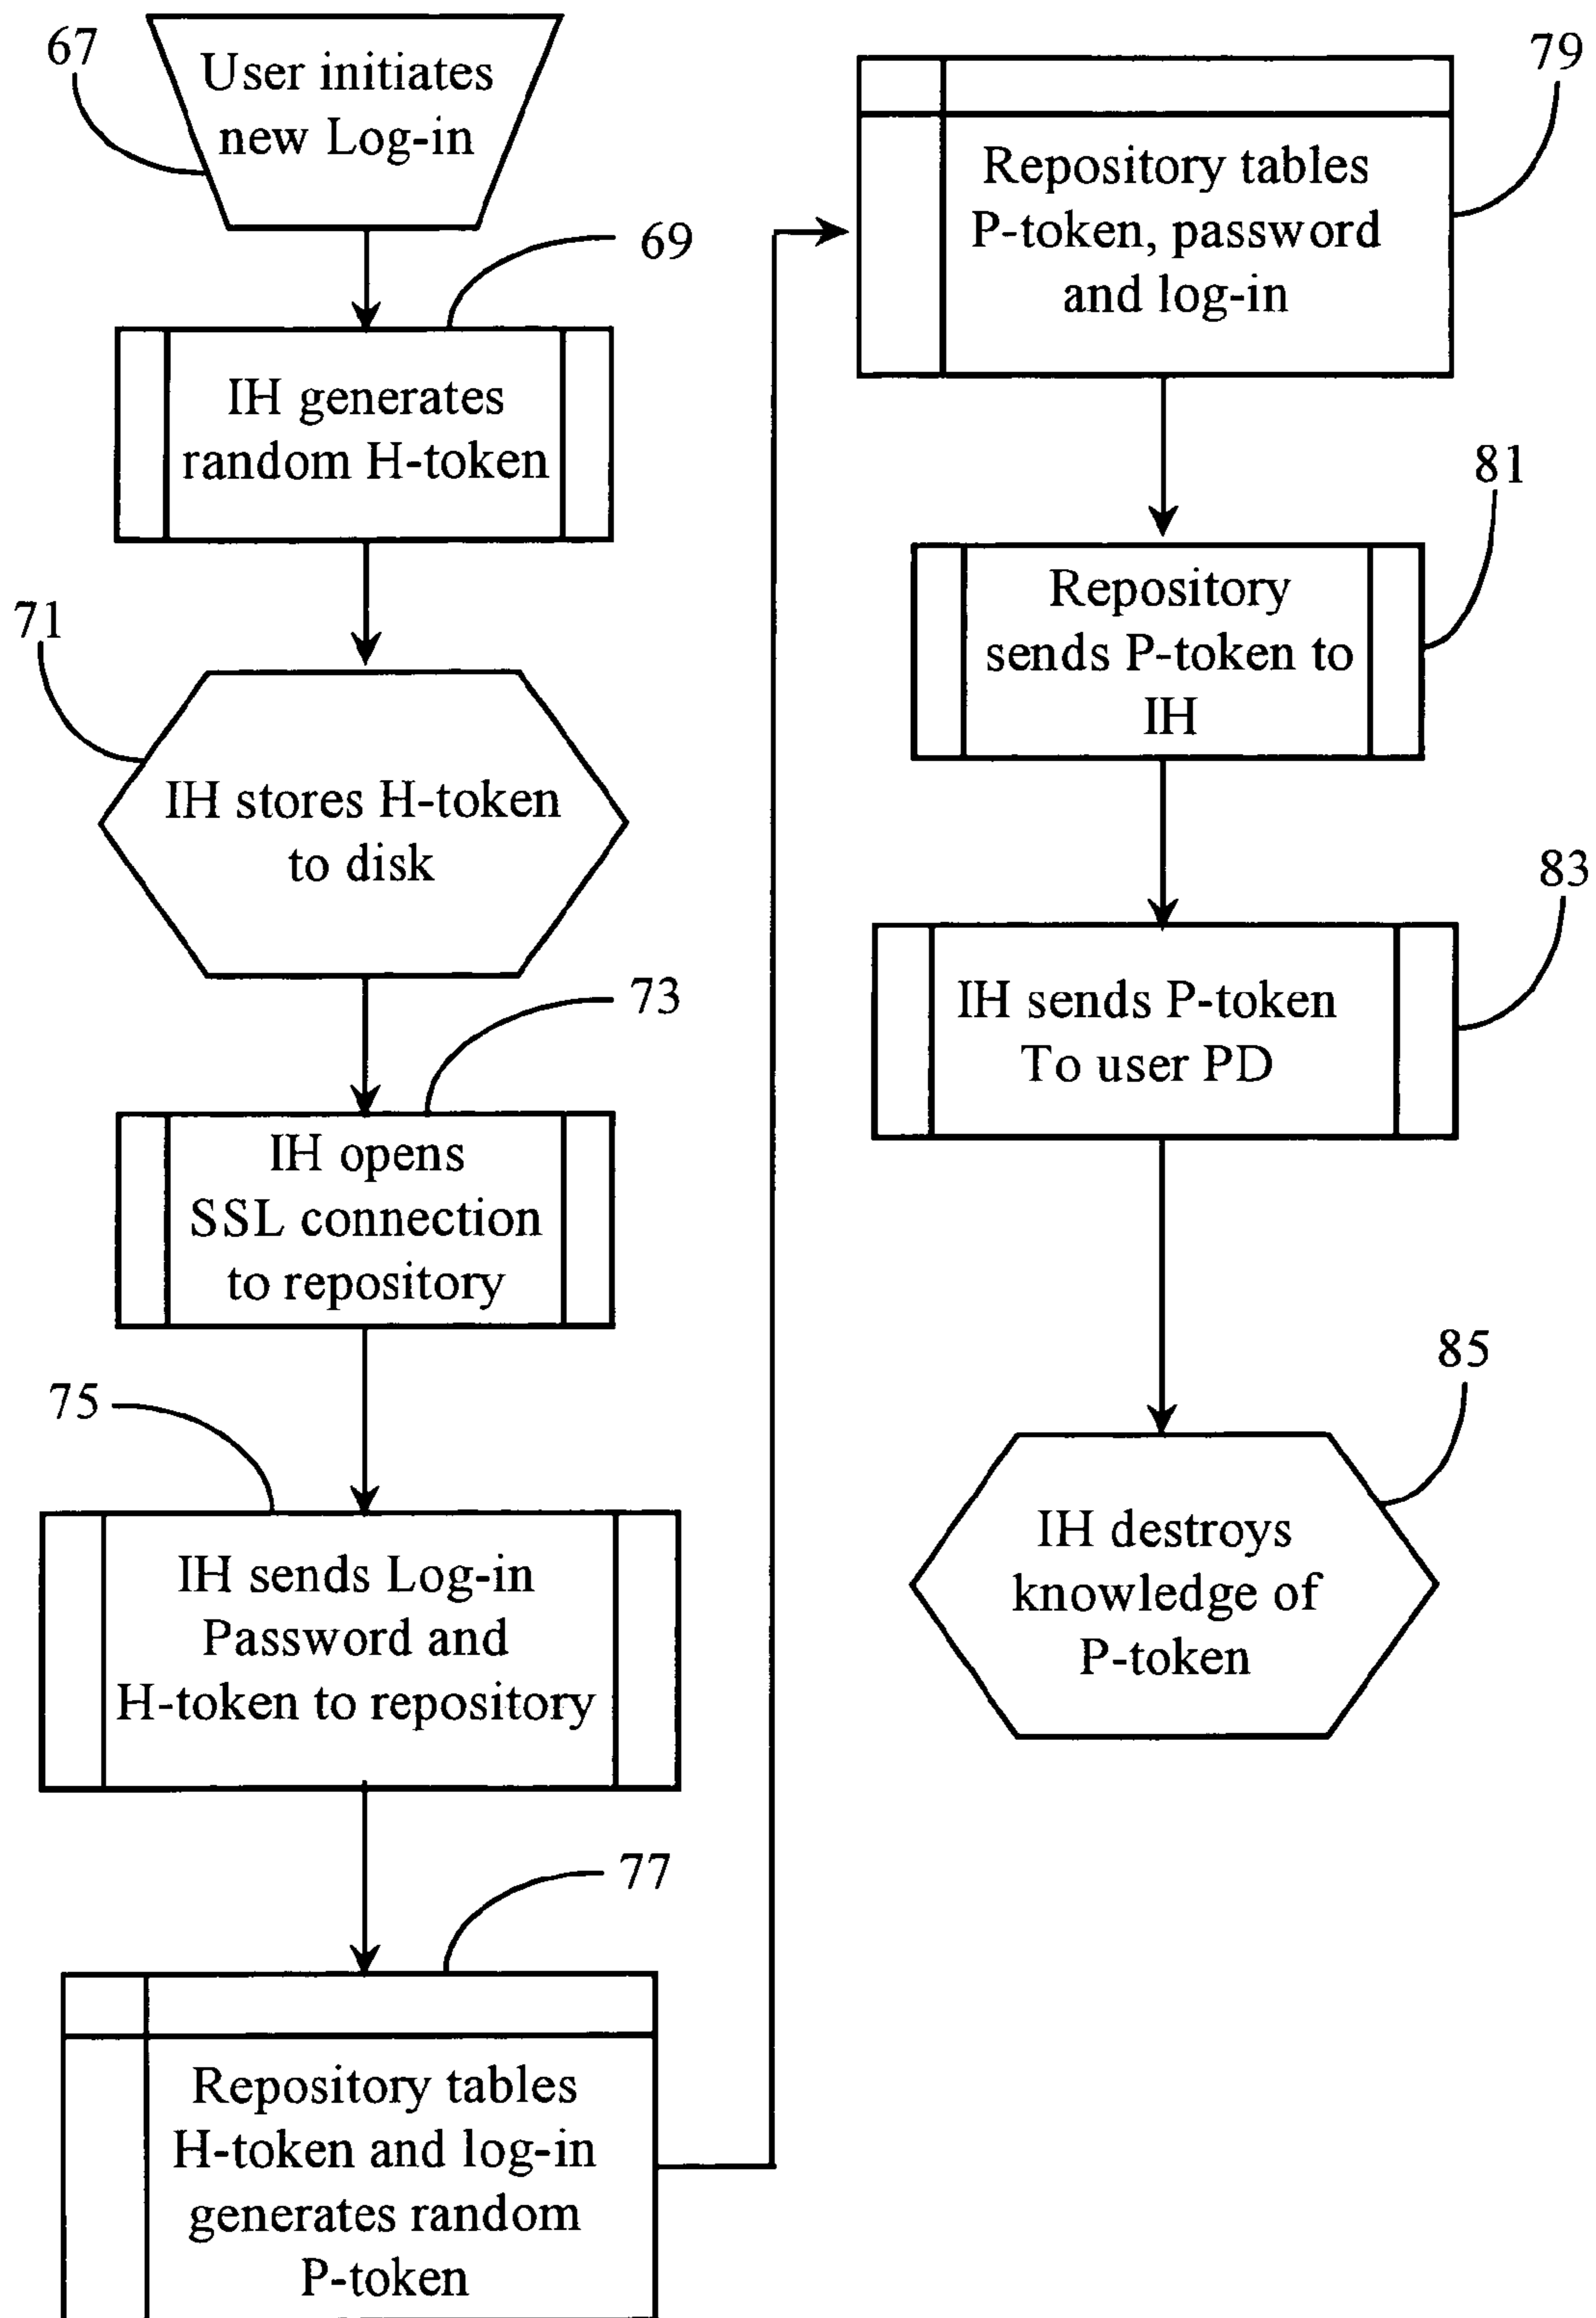 67
User initiates
new Log-in
69
IH generates
random H-token
71
IH stores H-token
to disk
73
IH opens
SSL connection
to repository
75
IH sends Log-in
Password and
H-token to repository
77
Repository tables
H-token and log-in
generates random
P-token
79
Repository tables
P-token, password
and log-in
81
Repository
sends P-token to
IH
83
IH sends P-token
To user PD
85
IH destroys
knowledge of
P-token